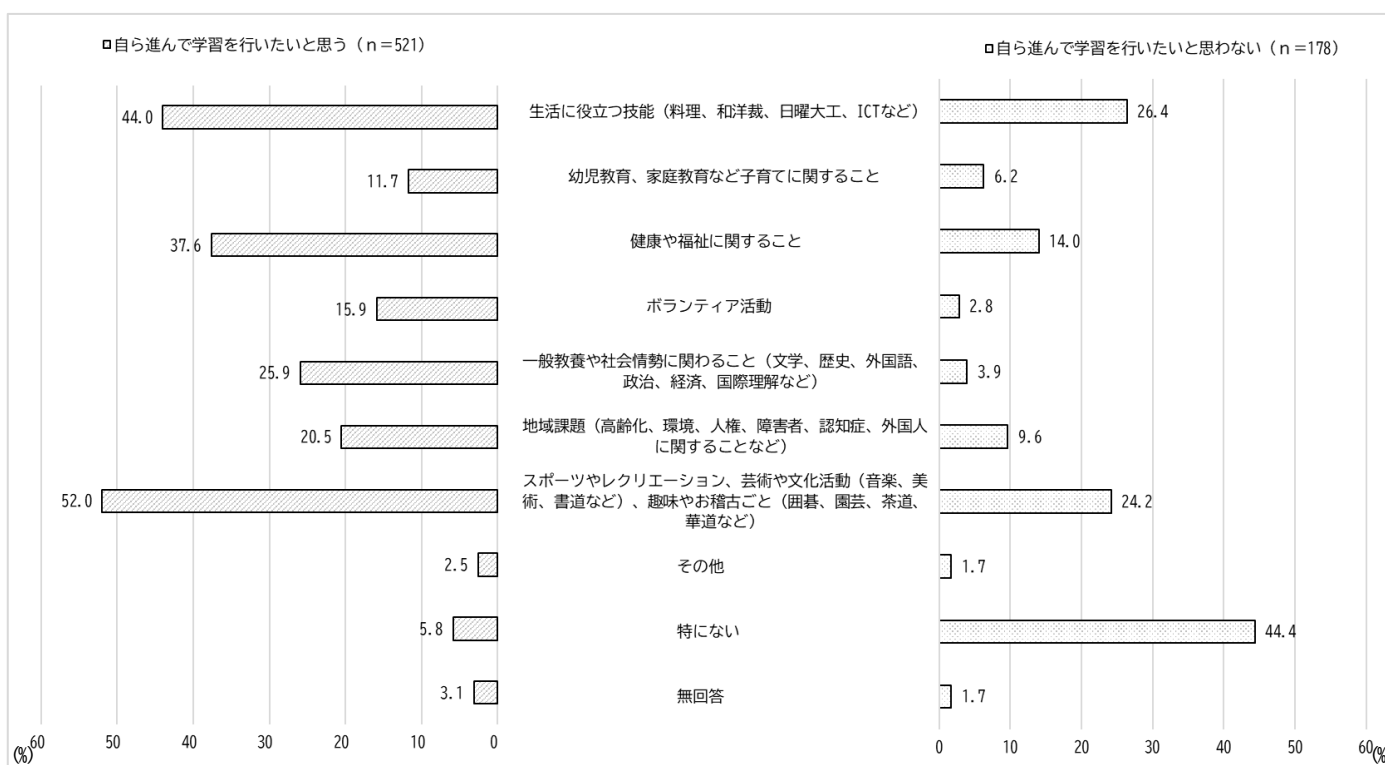 自ら進んで学習を行いたいと思う（ｎ＝521）
自ら進んで学習を行いたいと思わない（ｎ＝178）
44.0
生活に役立つ技能（料理、和洋裁、日曜大工、ICTなど）
26.4
11.7
幼児教育、家庭教育など子育てに関すること
6.2
37.6
健康や福祉に関すること
14.0
15.9
ボランティア活動
2.8
25.9
一般教養や社会情勢に関わること（文学、歴史、外国語、
政治、経済、国際理解など）
3.9
20.5
地域課題（高齢化、環境、人権、障害者、認知症、外国人
に関することなど）
9.6
52.0
スポーツやレクリエーション、芸術や文化活動（音楽、美
術、書道など）、趣味やお稽古ごと（囲碁、園芸、茶道、
華道など）
24.2
2.5
その他
1.7
5.8
特にない
44.4
3.1
無回答
1.7
60 50 40 30 20 10 0
(%)
0 10 20 30 40 50 60
(%